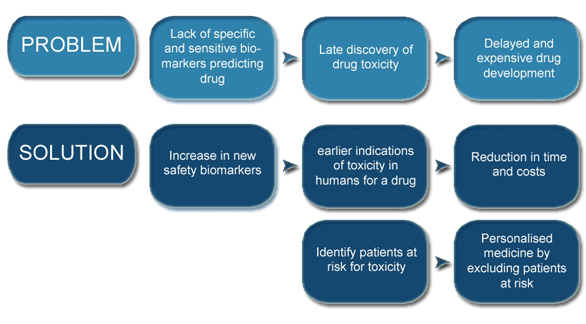 PROBLEM
Lack of specific
and sensitive bio-
markers predicting
drug
Late discovery of
drug toxicity
Delayed and
expensive drug
development
SOLUTION
Increase in new
safety biomarkers
earlier indications
of toxicity in
humans for a drug
Reduction in time
and costs
Identify patients at
risk for toxicity
Personalised
medicine by
excluding patients
at risk